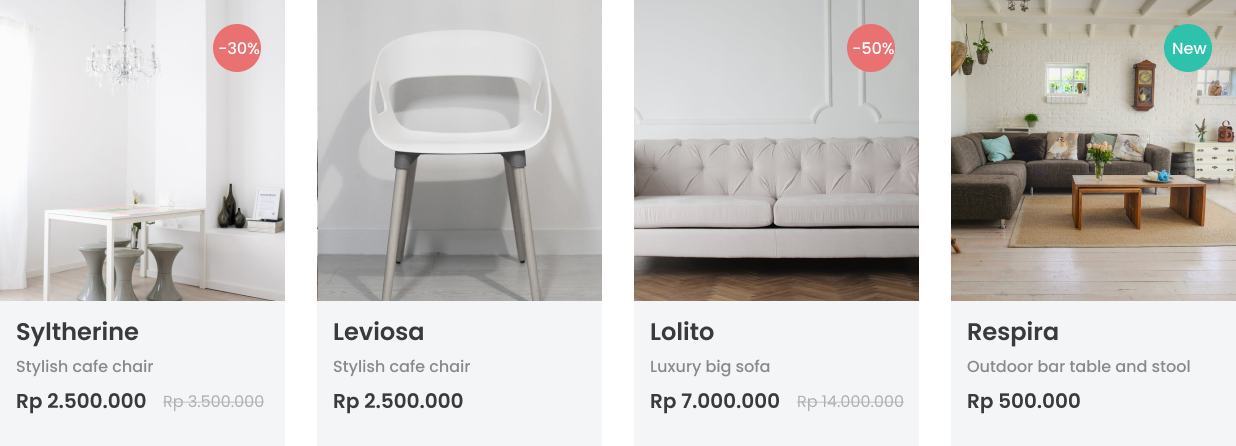 -30%
Syltherine
Stylish cafe chair
Rp 2.500.000 Rp 3.500.000
Leviosa
Stylish cafe chair
Rp 2.500.000
-50%
Lolito
Luxury big sofa
Rp 7.000.000 Rp 14.000.000
New
Respira
Outdoor bar table and stool
Rp 500.000